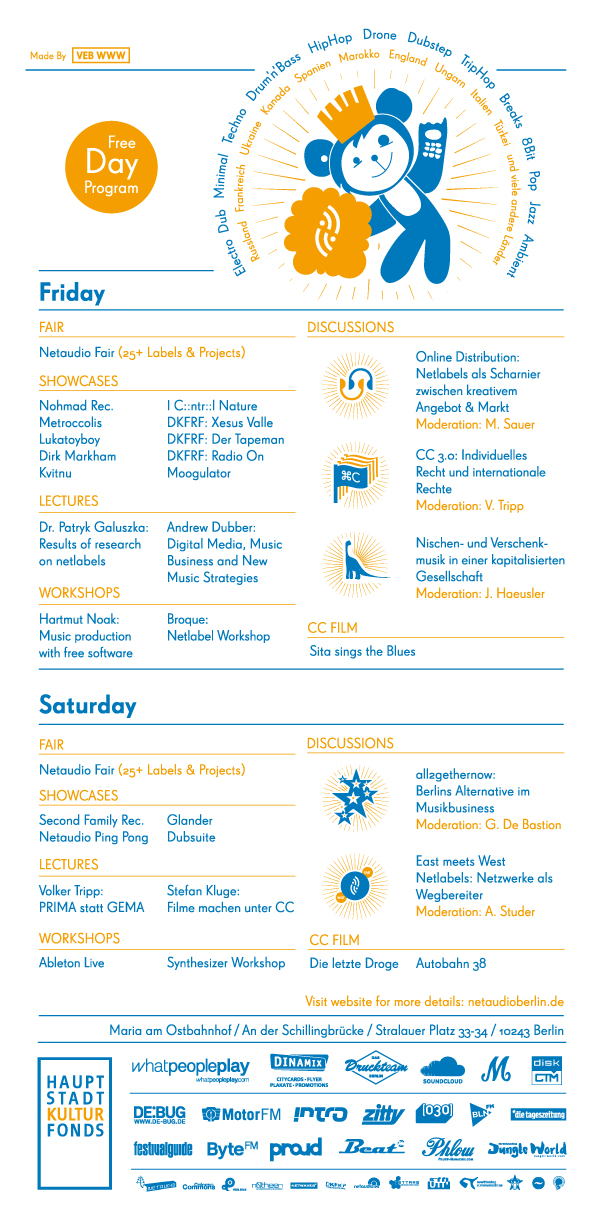 Made By VEB WWW
Electro Dub Minimal Techno Drum'n'Bass HipHop Drone Dubstep TripHop Breaks 8Bit Pop Jazz Ambient
Russland Frankreich Ukraine Kanada Spanien Marokko England Ungarn Italien Türkei und viele andere Länder
Free
Day
Program
Friday
FAIR
Netaudio Fair (25+ Labels & Projects)
SHOWCASES
Nohmad Rec.
Metroccolis
Lukatoyboy
Dirk Markham
Kvitnu
I C::ntr::l Nature
DKFRF: Xesus Valle
DKFRF: Der Tapeman
DKFRF: Radio On
Moogulator
LECTURES
Dr. Patryk Galuszka:
Results of research
on netlabels
Andrew Dubber:
Digital Media, Music
Business and New
Music Strategies
WORKSHOPS
Hartmut Noak:
Music production
with free software
Broque:
Netlabel Workshop
DISCUSSIONS
Online Distribution:
Netlabels als Scharnier
zwischen kreativem
Angebot & Markt
Moderation: M. Sauer
⌘C
CC 3.0: Individuelles
Recht und internationale
Rechte
Moderation: V. Tripp
Nischen- und Verschenk-
musik in einer kapitalisierten
Gesellschaft
Moderation: J. Haeusler
CC FILM
Sita sings the Blues
Saturday
FAIR
Netaudio Fair (25+ Labels & Projects)
SHOWCASES
Second Family Rec.
Netaudio Ping Pong
Glander
Dubsuite
LECTURES
Volker Tripp:
PRIMA statt GEMA
Stefan Kluge:
Filme machen unter CC
WORKSHOPS
Ableton Live
Synthesizer Workshop
DISCUSSIONS
all2gethernow:
Berlins Alternative im
Musikbusiness
Moderation: G. De Bastion
East meets West
Netlabels: Netzwerke als
Wegbereiter
Moderation: A. Studer
CC FILM
Die letzte Droge
Autobahn 38
Visit website for more details: netaudioberlin.de
Maria am Ostbahnhof / An der Schillingbrücke / Stralauer Platz 33-34 / 10243 Berlin
HAUPT
STADT
KULTUR
FONDS
whatpeopleplay
whatpeopleplay.com
DINAMIX
CITYCARDS · FLYER
PLAKATE · PROMOTIONS
DAS
Druckteam
BERLIN
SOUNDCLOUD
M
disk
CTM
DE:BUG
WWW.DE-BUG.DE
MotorFM
intro
zitty
[030]
BLN FM
die tageszeitung
festivalguide
ByteFM
proud
Beat
Phlow
Jungle World
Commons